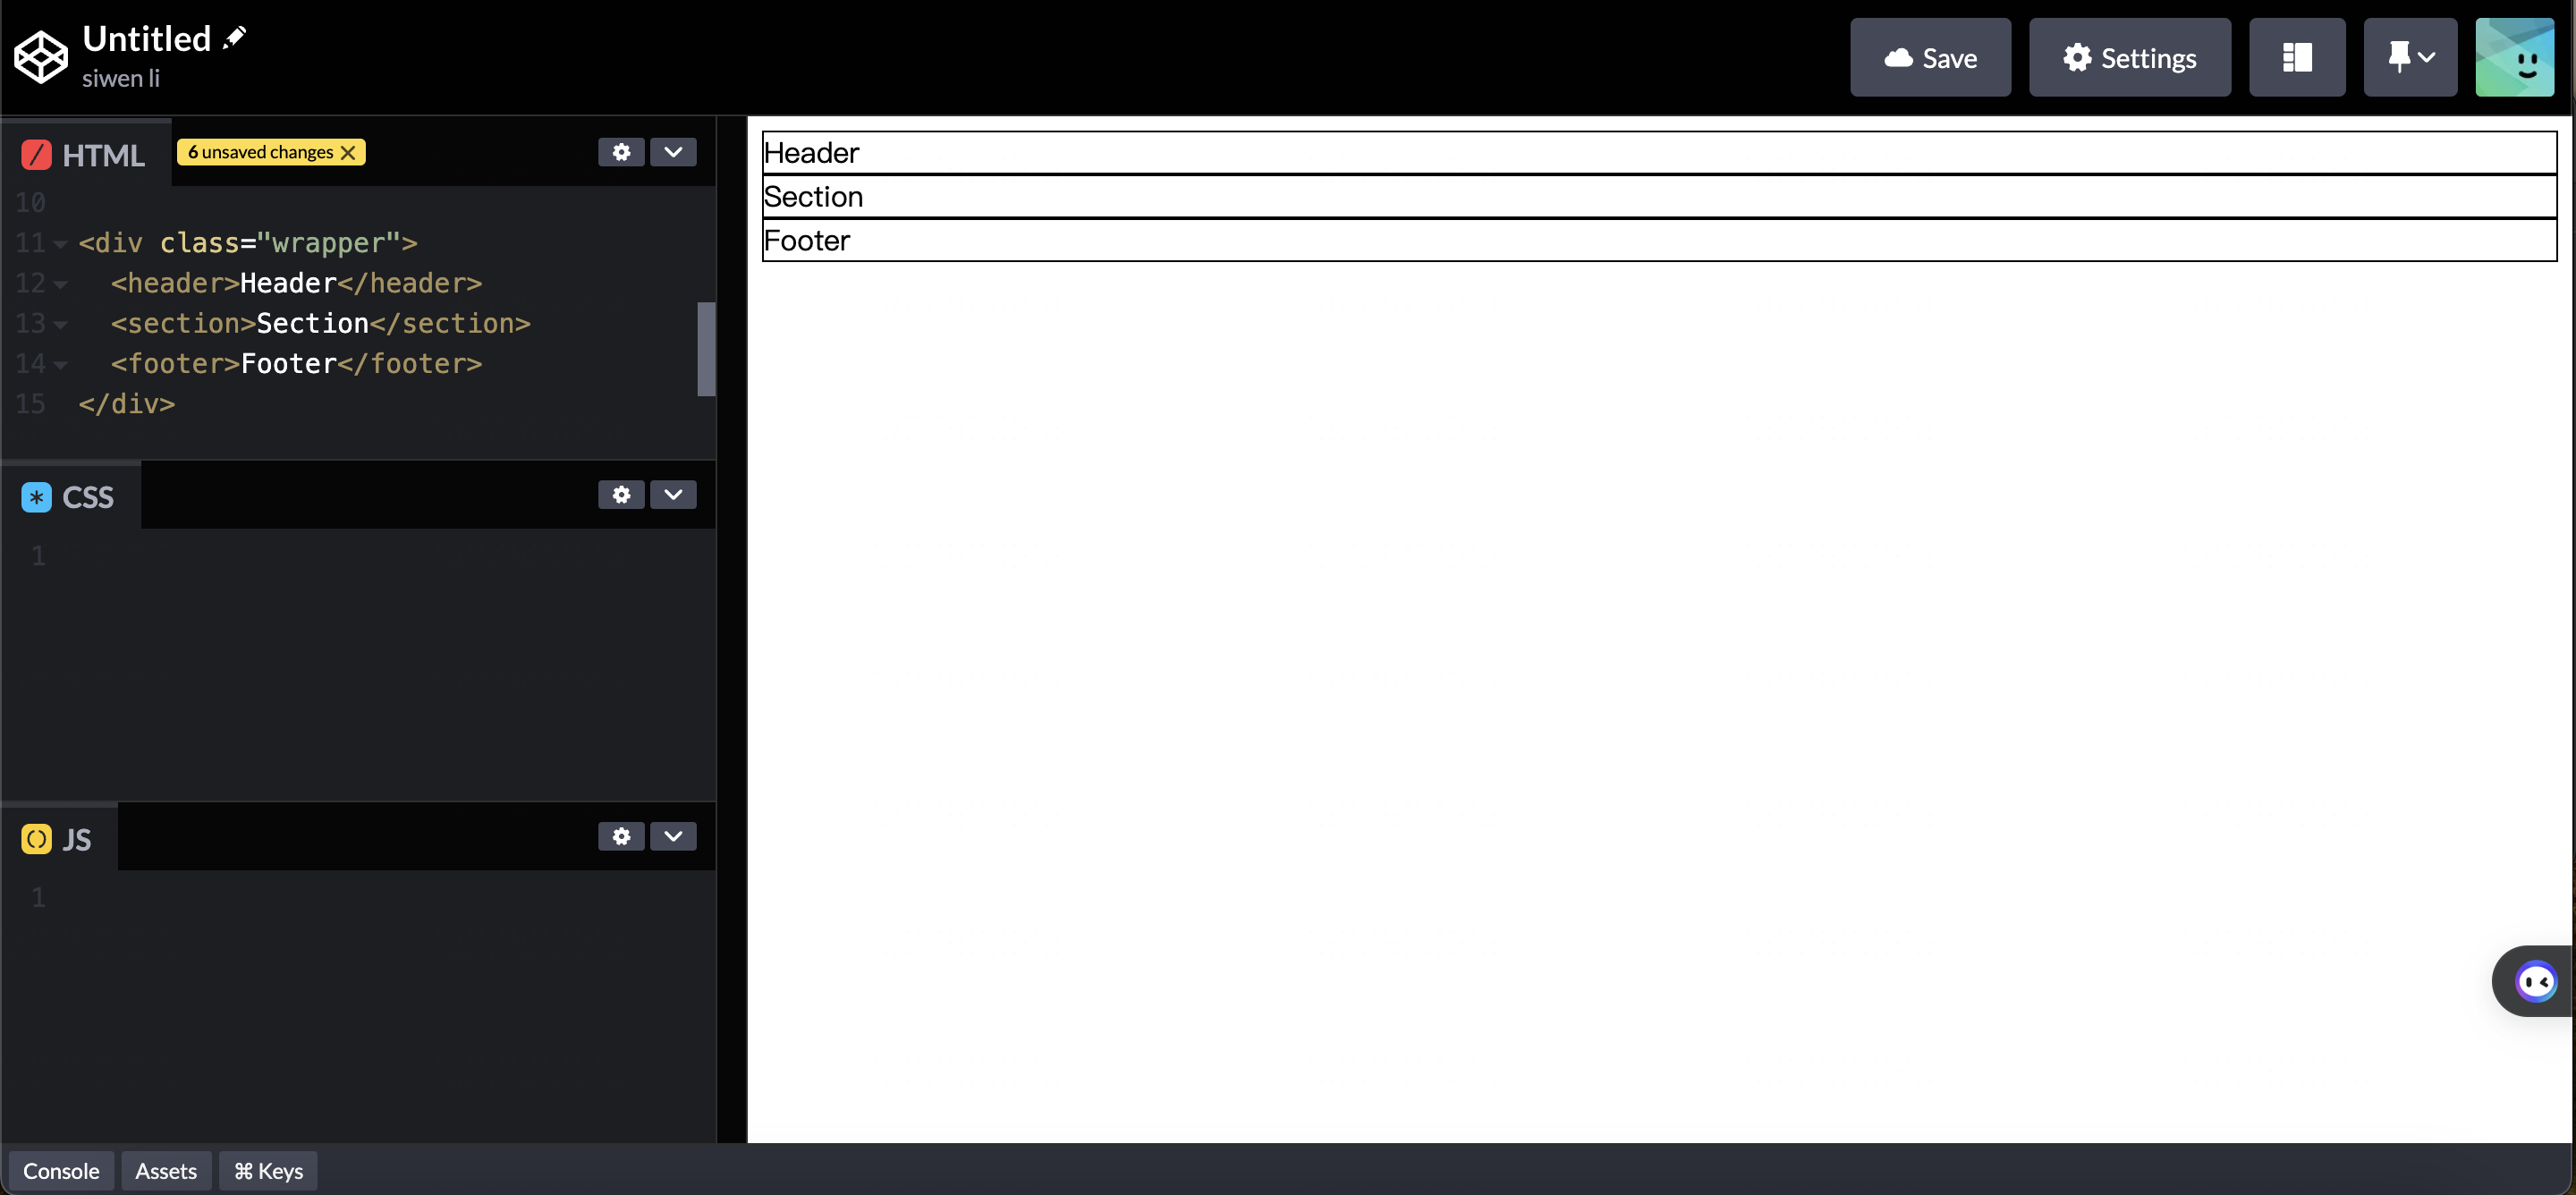 Untitled
siwen li
Save
Settings
HTML
6 unsaved changes
10
11 <div class="wrapper">
12 <header>Header</header>
13 <section>Section</section>
14 <footer>Footer</footer>
15 </div>
CSS
1
JS
1
Header
Section
Footer
Console
Assets
⌘ Keys